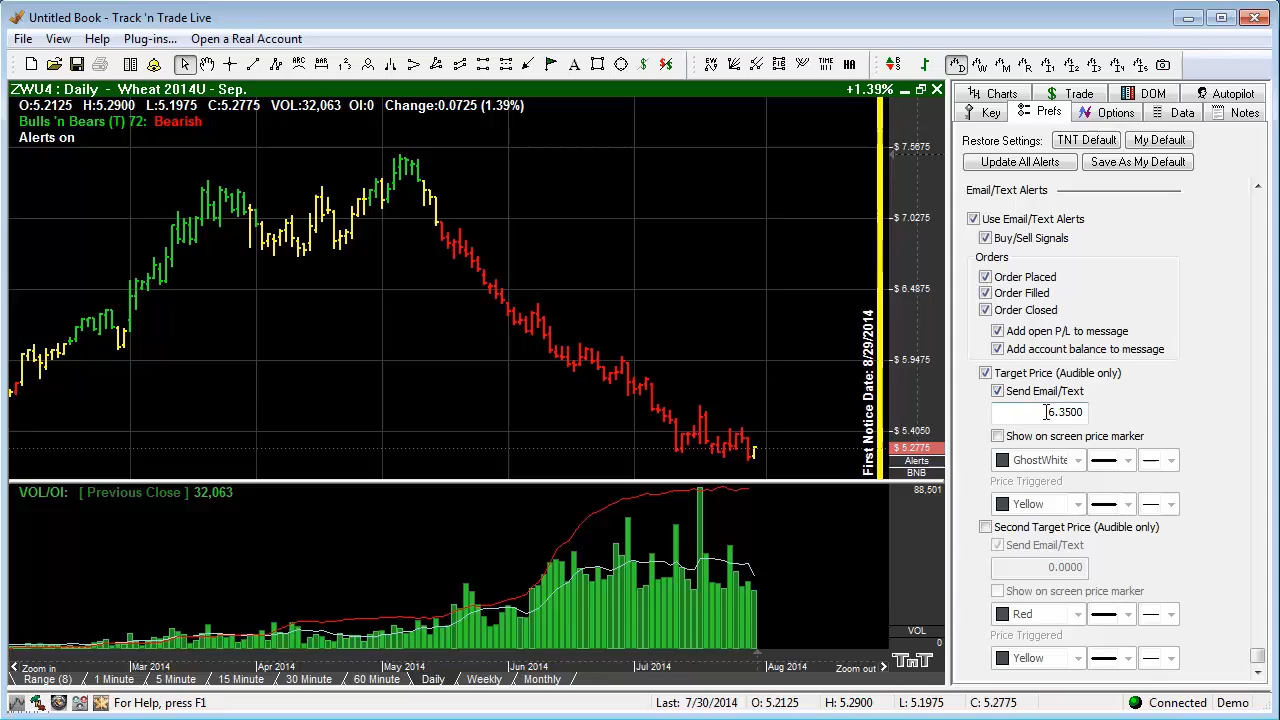 Untitled Book - Track 'n Trade Live
File View Help Plug-ins... Open a Real Account
ZWU4 : Daily - Wheat 2014U - Sep. +1.39%
O:5.2125 H:5.2900 L:5.1975 C:5.2775 VOL:32,063 OI:0 Change:0.0725 (1.39%)
Bulls 'n Bears (T) 72: Bearish
Alerts on
$ 7.5675
$ 7.0275
$ 6.4875
$ 5.9475
$ 5.4050
$ 5.2775
Alerts
BNB
First Notice Date: 8/29/2014
VOL/OI: [ Previous Close ] 32,063
88,501
VOL
0
Zoom in Mar 2014 Apr 2014 May 2014 Jun 2014 Jul 2014 Aug 2014 Zoom out
TNT
Range (8) 1 Minute 5 Minute 15 Minute 30 Minute 60 Minute Daily Weekly Monthly
Charts Trade DOM Autopilot
Key Prefs Options Data Notes
Restore Settings: TNT Default My Default
Update All Alerts Save As My Default
Email/Text Alerts
Use Email/Text Alerts
Buy/Sell Signals
Orders
Order Placed
Order Filled
Order Closed
Add open P/L to message
Add account balance to message
Target Price (Audible only)
Send Email/Text
6.3500
Show on screen price marker
GhostWhite
Price Triggered
Yellow
Second Target Price (Audible only)
Send Email/Text
0.0000
Show on screen price marker
Red
Price Triggered
Yellow
For Help, press F1 Last: 7/30/2014 O: 5.2125 H: 5.2900 L: 5.1975 C: 5.2775 Connected Demo